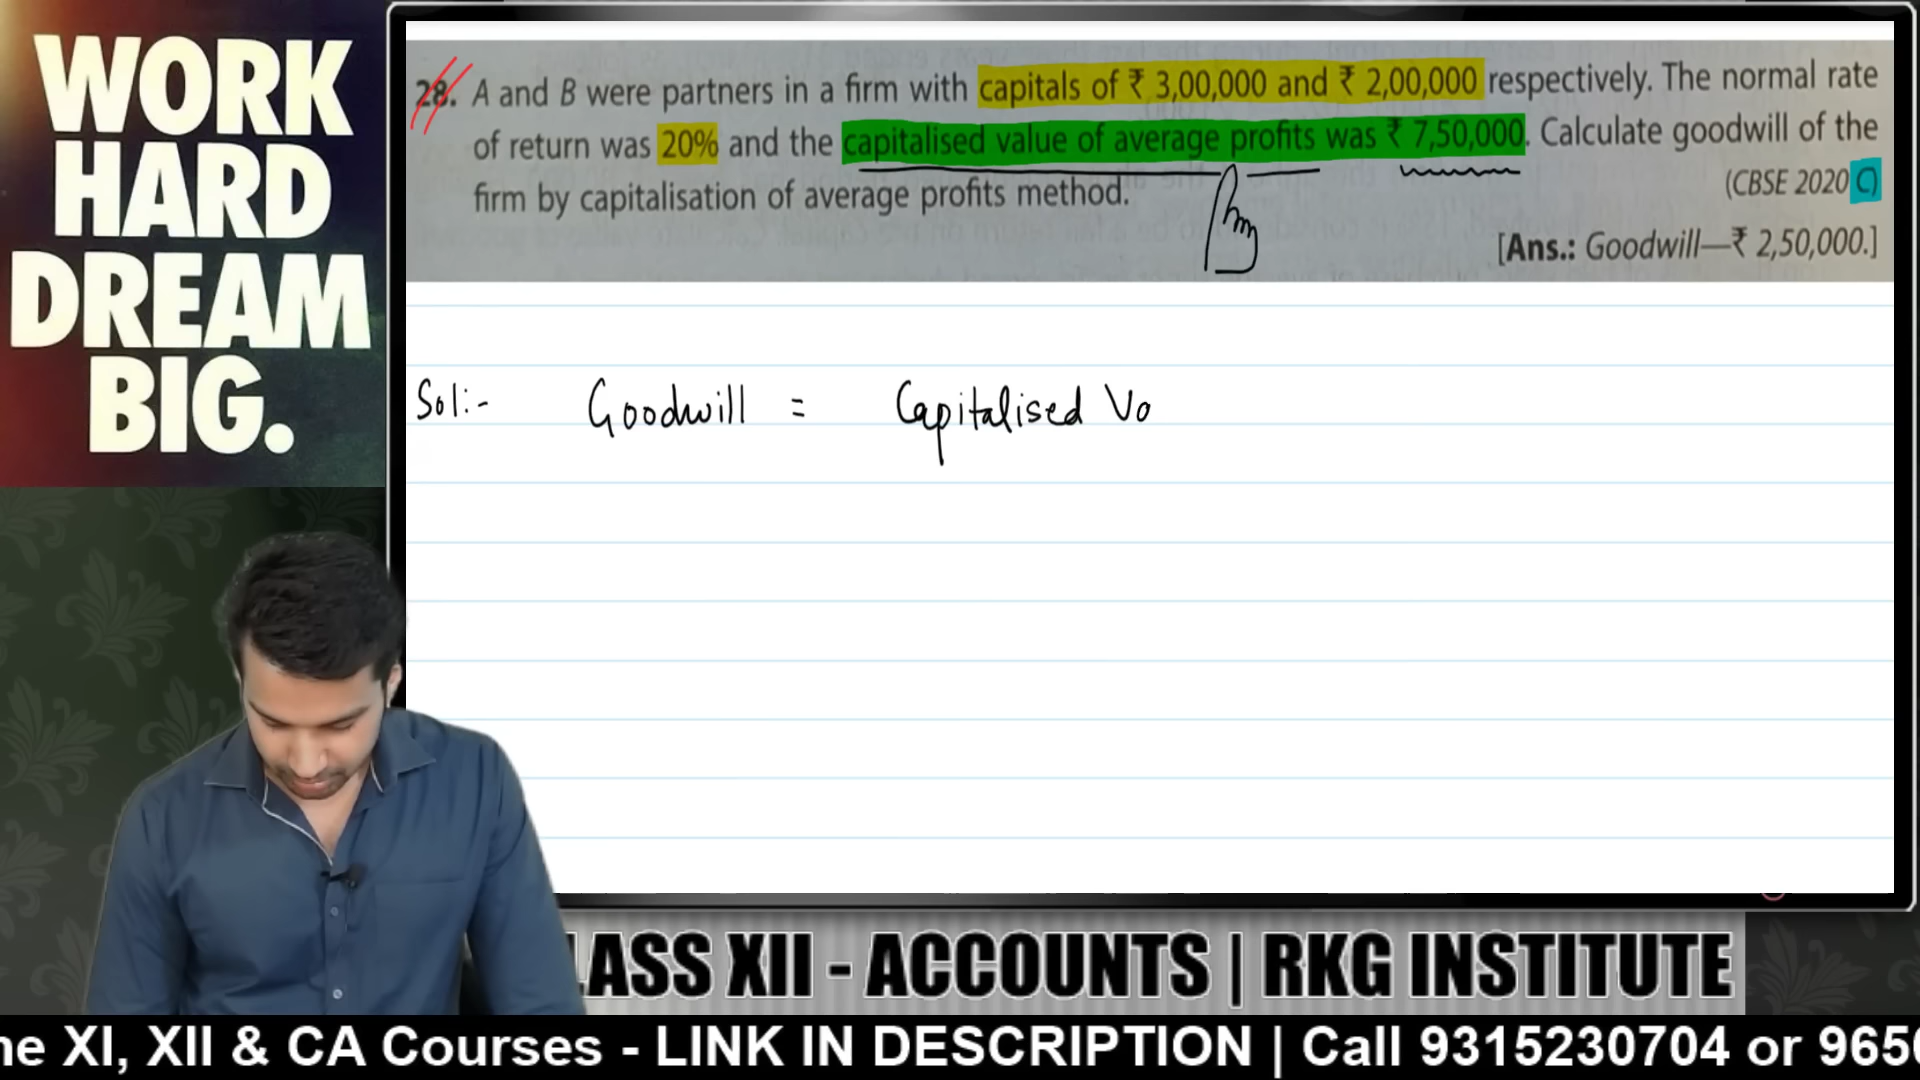 WORK
HARD
DREAM
BIG.
28. A and B were partners in a firm with capitals of ₹ 3,00,000 and ₹ 2,00,000 respectively. The normal rate
of return was 20% and the capitalised value of average profits was ₹ 7,50,000. Calculate goodwill of the
firm by capitalisation of average profits method.
(CBSE 2020 C)
[Ans.: Goodwill—₹ 2,50,000.]
Sol:- Goodwill = Capitalised Va
LASS XII - ACCOUNTS | RKG INSTITUTE
ne XI, XII & CA Courses - LINK IN DESCRIPTION | Call 9315230704 or 9650